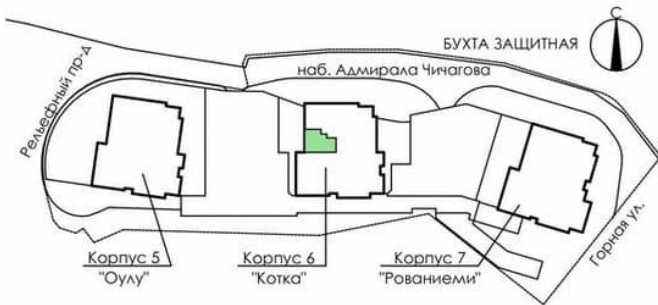 С
БУХТА ЗАЩИТНАЯ
наб. Адмирала Чичагова
Рельефный пр-д
Горная ул.
Корпус 5
"Оулу"
Корпус 6
"Котка"
Корпус 7
"Рованиеми"